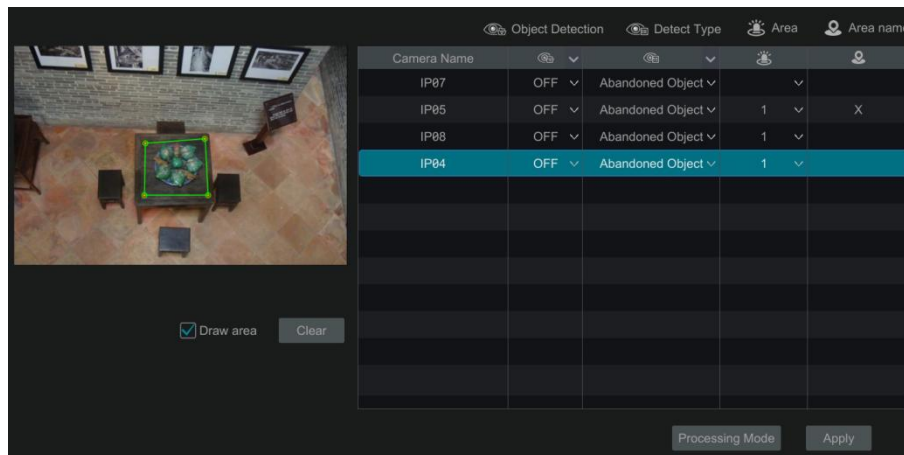 Object Detection Detect Type Area Area nam
Camera Name
IP07 OFF Abandoned Object
IP05 OFF Abandoned Object 1 X
IP08 OFF Abandoned Object 1
IP04 OFF Abandoned Object 1
Draw area Clear
Processing Mode Apply